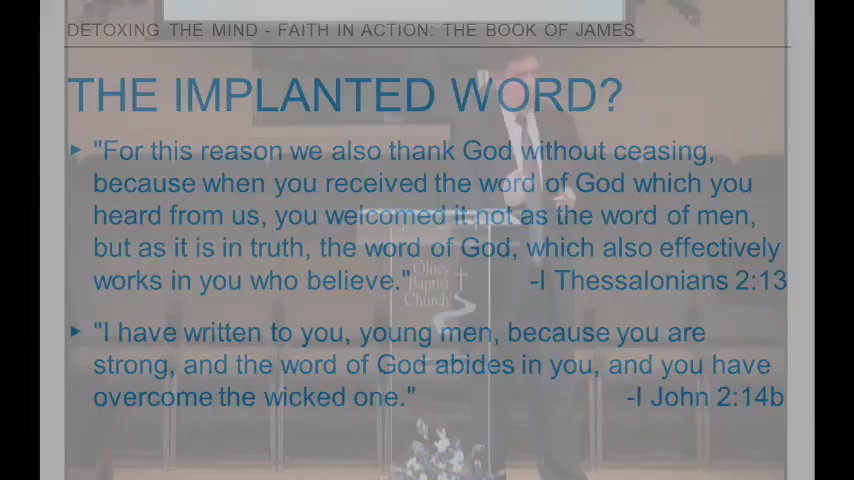 DETOXING THE MIND - FAITH IN ACTION: THE BOOK OF JAMES
THE IMPLANTED WORD?
"For this reason we also thank God without ceasing,
because when you received the word of God which you
heard from us, you welcomed it not as the word of men,
but as it is in truth, the word of God, which also effectively
works in you who believe." -I Thessalonians 2:13
Olney
Baptist
Church
"I have written to you, young men, because you are
strong, and the word of God abides in you, and you have
overcome the wicked one." -I John 2:14b